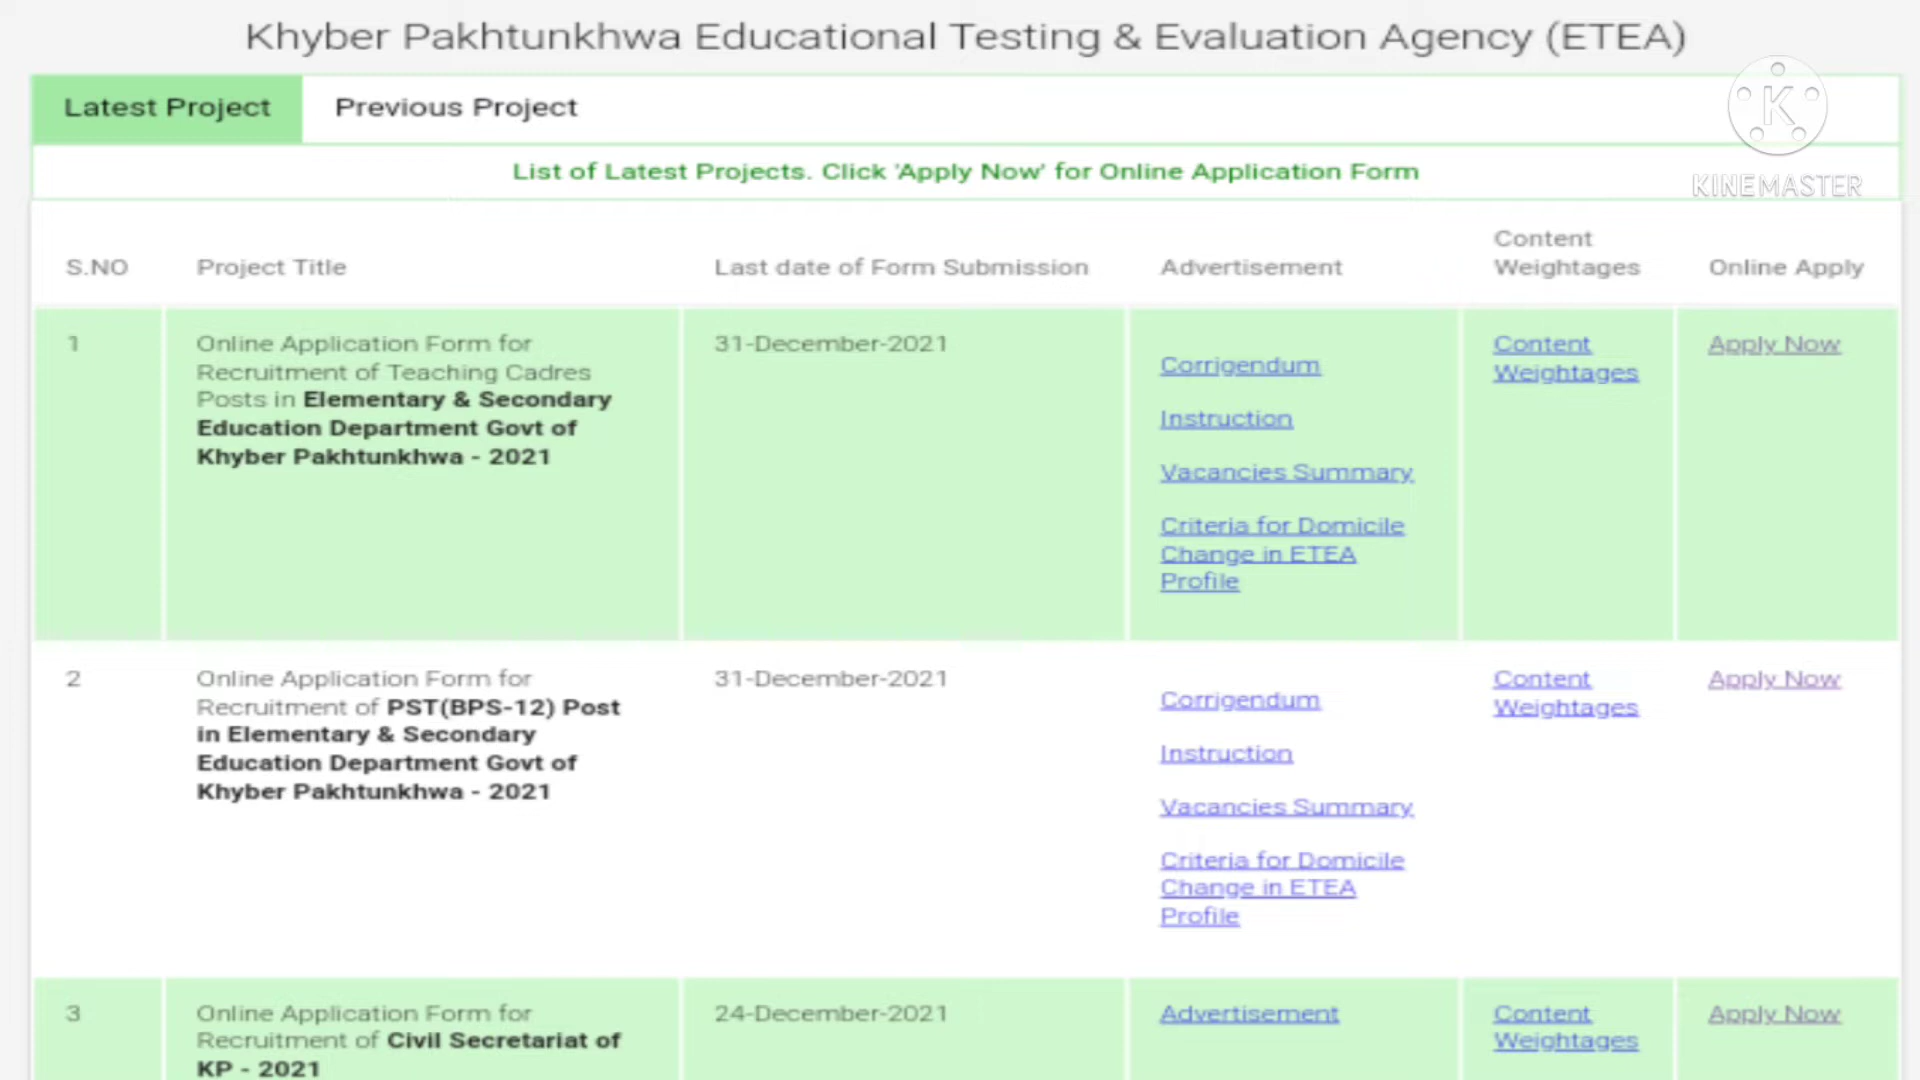 Khyber Pakhtunkhwa Educational Testing & Evaluation Agency (ETEA)
Latest Project
Previous Project
K
KINEMASTER
List of Latest Projects. Click 'Apply Now' for Online Application Form
S.NO
Project Title
Last date of Form Submission
Advertisement
Content
Weightages
Online Apply
1
Online Application Form for
Recruitment of Teaching Cadres
Posts in Elementary & Secondary
Education Department Govt of
Khyber Pakhtunkhwa - 2021
31-December-2021
Corrigendum
Instruction
Vacancies Summary
Criteria for Domicile
Change in ETEA
Profile
Content
Weightages
Apply Now
2
Online Application Form for
Recruitment of PST(BPS-12) Post
in Elementary & Secondary
Education Department Govt of
Khyber Pakhtunkhwa - 2021
31-December-2021
Corrigendum
Instruction
Vacancies Summary
Criteria for Domicile
Change in ETEA
Profile
Content
Weightages
Apply Now
3
Online Application Form for
Recruitment of Civil Secretariat of
KP - 2021
24-December-2021
Advertisement
Content
Weightages
Apply Now